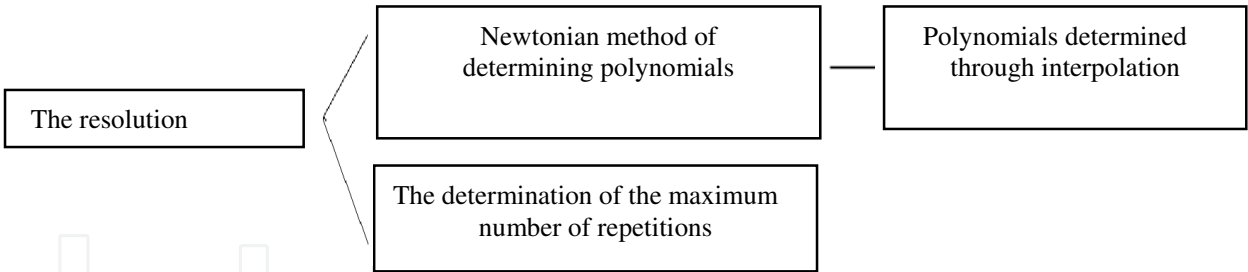 Newtonian method of
determining polynomials
Polynomials determined
through interpolation
The resolution
The determination of the maximum
number of repetitions